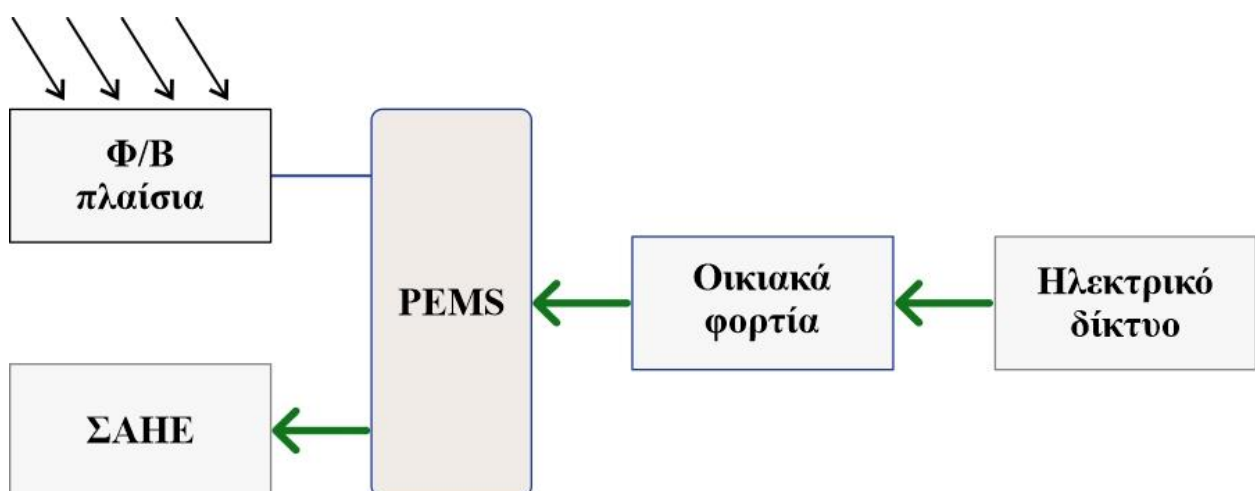 Φ/Β
πλαίσια
PEMS
Οικιακά
φορτία
Ηλεκτρικό
δίκτυο
ΣΑΗΕ